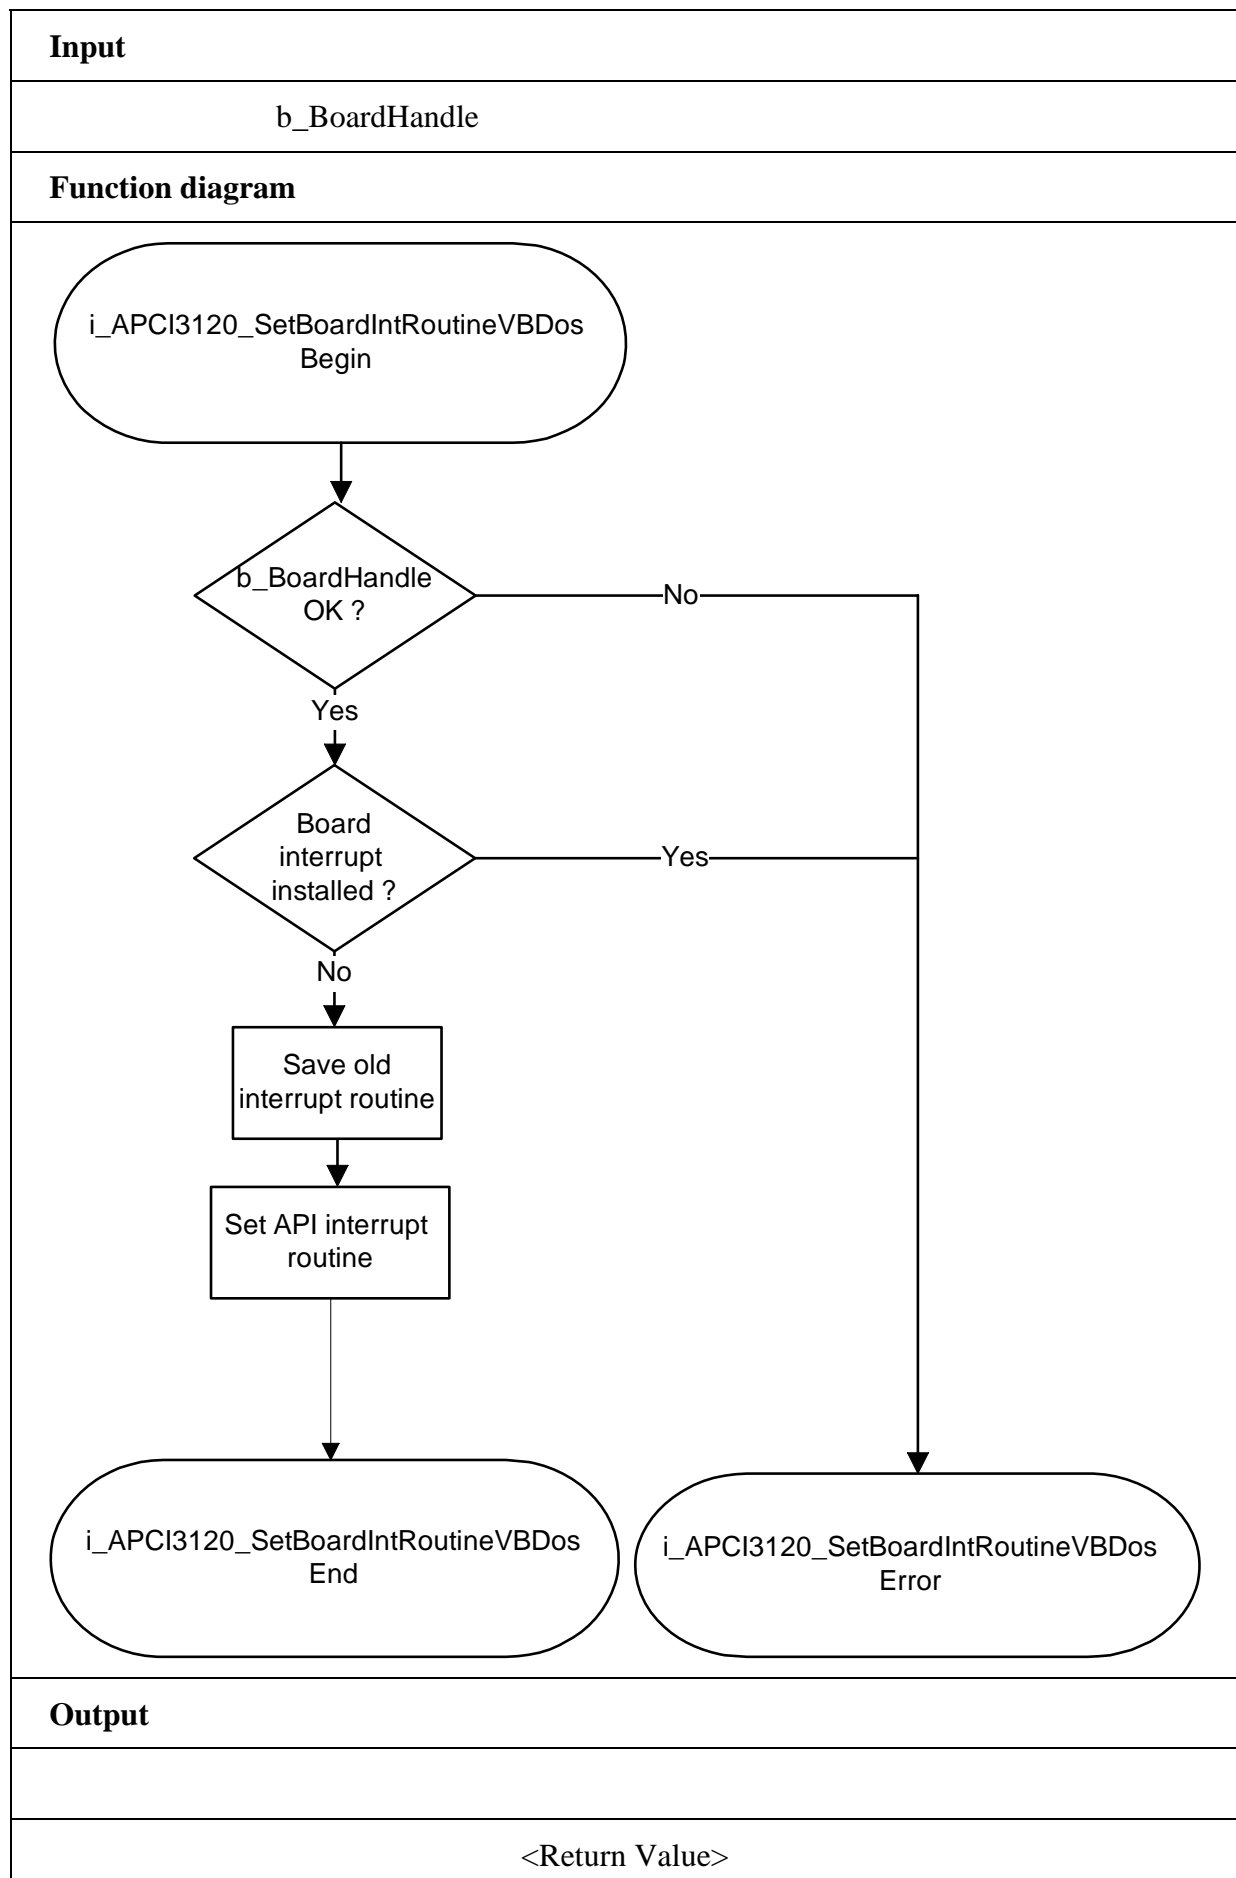 Input
b_BoardHandle
Function diagram
i_APCI3120_SetBoardIntRoutineVBDos
Begin
b_BoardHandle
OK ?
No
Yes
Board
interrupt
installed ?
Yes
No
Save old
interrupt routine
Set API interrupt
routine
i_APCI3120_SetBoardIntRoutineVBDos
End
i_APCI3120_SetBoardIntRoutineVBDos
Error
Output
<Return Value>